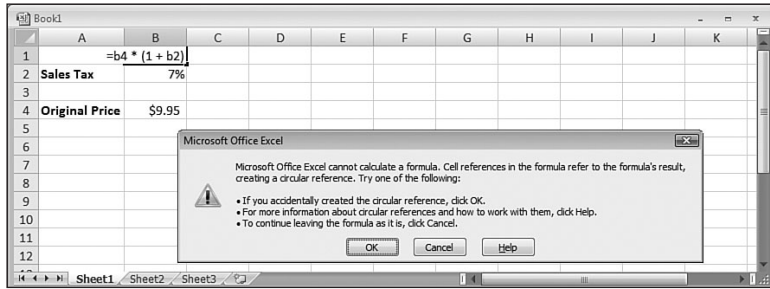 Book1
A B C D E F G H I J K
1 =b4 * (1 + b2)
2 Sales Tax 7%
3
4 Original Price $9.95
5
6
7
8
9
10
11
12
Microsoft Office Excel
Microsoft Office Excel cannot calculate a formula. Cell references in the formula refer to the formula's result,
creating a circular reference. Try one of the following:
• If you accidentally created the circular reference, click OK.
• For more information about circular references and how to work with them, click Help.
• To continue leaving the formula as it is, click Cancel.
OK Cancel Help
Sheet1 Sheet2 Sheet3